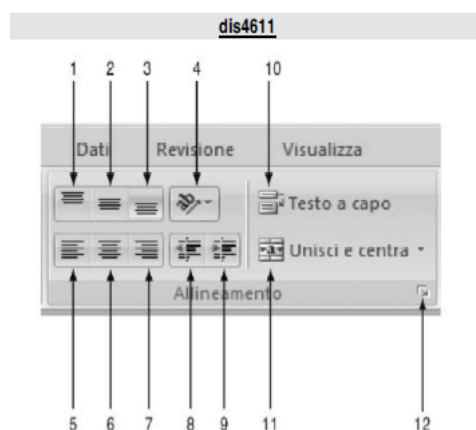 dis4611
1 2 3 4 10
Dati Revisione Visualizza
Testo a capo
Unisci e centra
Allineamento
5 6 7 8 9 11 12